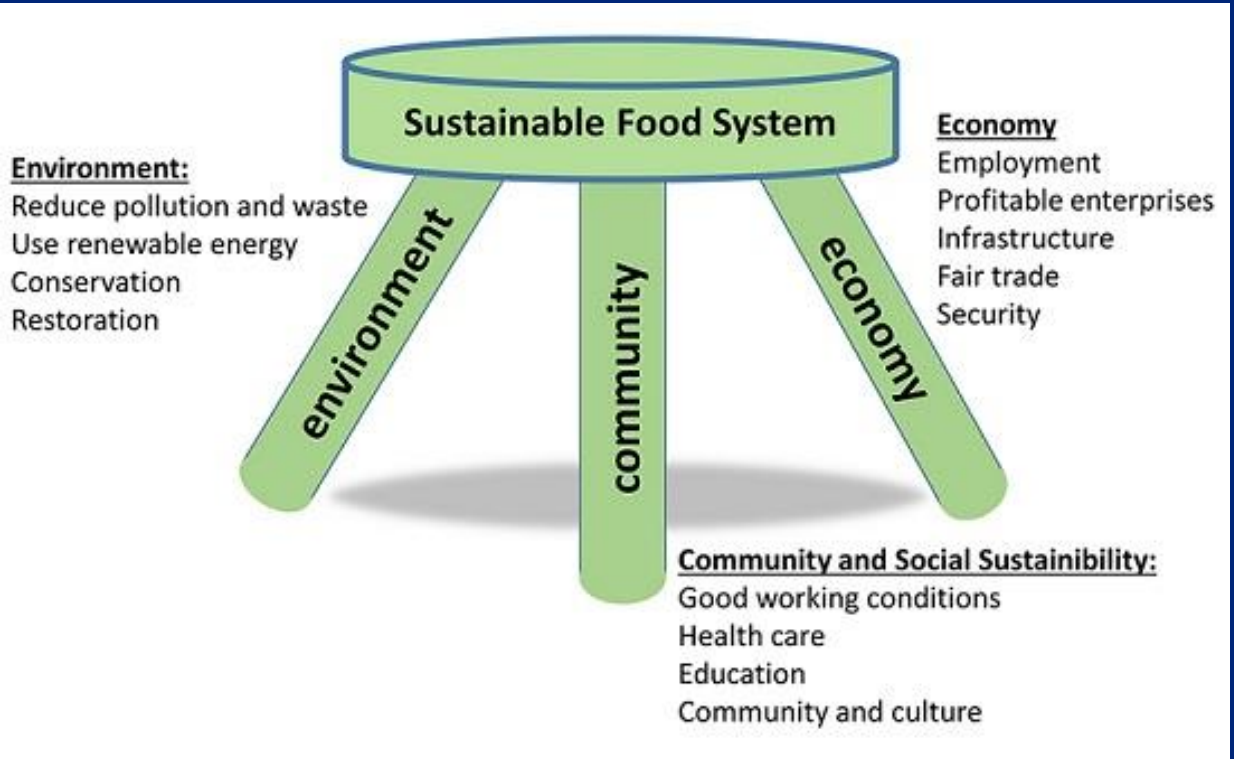 Sustainable Food System
Environment:
Reduce pollution and waste
Use renewable energy
Conservation
Restoration
environment
community
economy
Economy
Employment
Profitable enterprises
Infrastructure
Fair trade
Security
Community and Social Sustainibility:
Good working conditions
Health care
Education
Community and culture